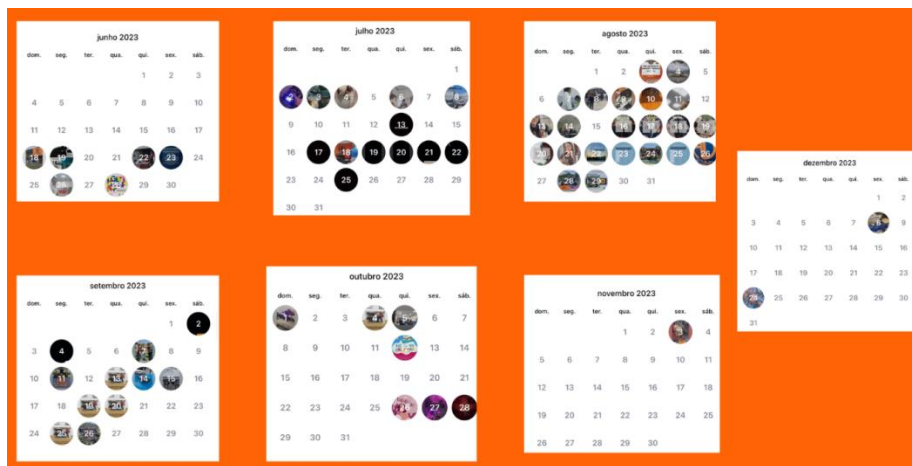 junho 2023
dom. seg. ter. qua. qui. sex. sáb.
1 2 3
4 5 6 7 8 9 10
11 12 13 14 15 16 17
18 19 20 21 22 23 24
25 26 27 28 29 30
julho 2023
dom. seg. ter. qua. qui. sex. sáb.
1
2 3 4 5 6 7 8
9 10 11 12 13 14 15
16 17 18 19 20 21 22
23 24 25 26 27 28 29
30 31
agosto 2023
dom. seg. ter. qua. qui. sex. sáb.
1 2 3 4 5
6 7 8 9 10 11 12
13 14 15 16 17 18 19
20 21 22 23 24 25 26
27 28 29 30 31
dezembro 2023
dom. seg. ter. qua. qui. sex. sáb.
1 2
3 4 5 6 7 8 9
10 11 12 13 14 15 16
17 18 19 20 21 22 23
24 25 26 27 28 29 30
31
setembro 2023
dom. seg. ter. qua. qui. sex. sáb.
1 2
3 4 5 6 7 8 9
10 11 12 13 14 15 16
17 18 19 20 21 22 23
24 25 26 27 28 29 30
outubro 2023
dom. seg. ter. qua. qui. sex. sáb.
1 2 3 4 5 6 7
8 9 10 11 12 13 14
15 16 17 18 19 20 21
22 23 24 25 26 27 28
29 30 31
novembro 2023
dom. seg. ter. qua. qui. sex. sáb.
1 2 3 4
5 6 7 8 9 10 11
12 13 14 15 16 17 18
19 20 21 22 23 24 25
26 27 28 29 30